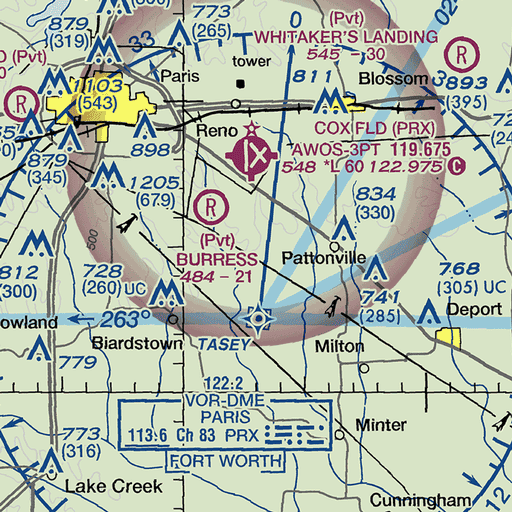 879
(319)
33
773
(265)
0
(Pvt)
WHITAKER'S LANDING
545 - 30
02
R
(Pvt)
R
1103
(543)
Paris
tower
811
Blossom
893
(395)
Reno
COX FLD (PRX)
AWOS-3PT 119.675
548 *L 60 122.975 C
898
879
(345)
1205
(679)
R
(Pvt)
BURRESS
484 - 21
834
(330)
Pattonville
500
812
(300)
728
(260) UC
741
(285)
768
(305) UC
Deport
owland
263°
Biardstown
TASEY
Milton
779
122.2
VOR-DME
PARIS
113.6 Ch 83 PRX
FORT WORTH
Minter
773
(316)
Lake Creek
Cunningham
12